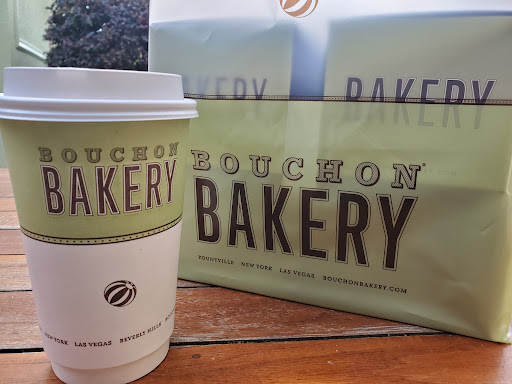 BOUCHON
BAKERY
NEW YORK LAS VEGAS BEVERLY HILLS
BAKERY
BAKERY
BOUCHON®
BAKERY
YOUNTVILLE NEW YORK LAS VEGAS BOUCHONBAKERY.COM